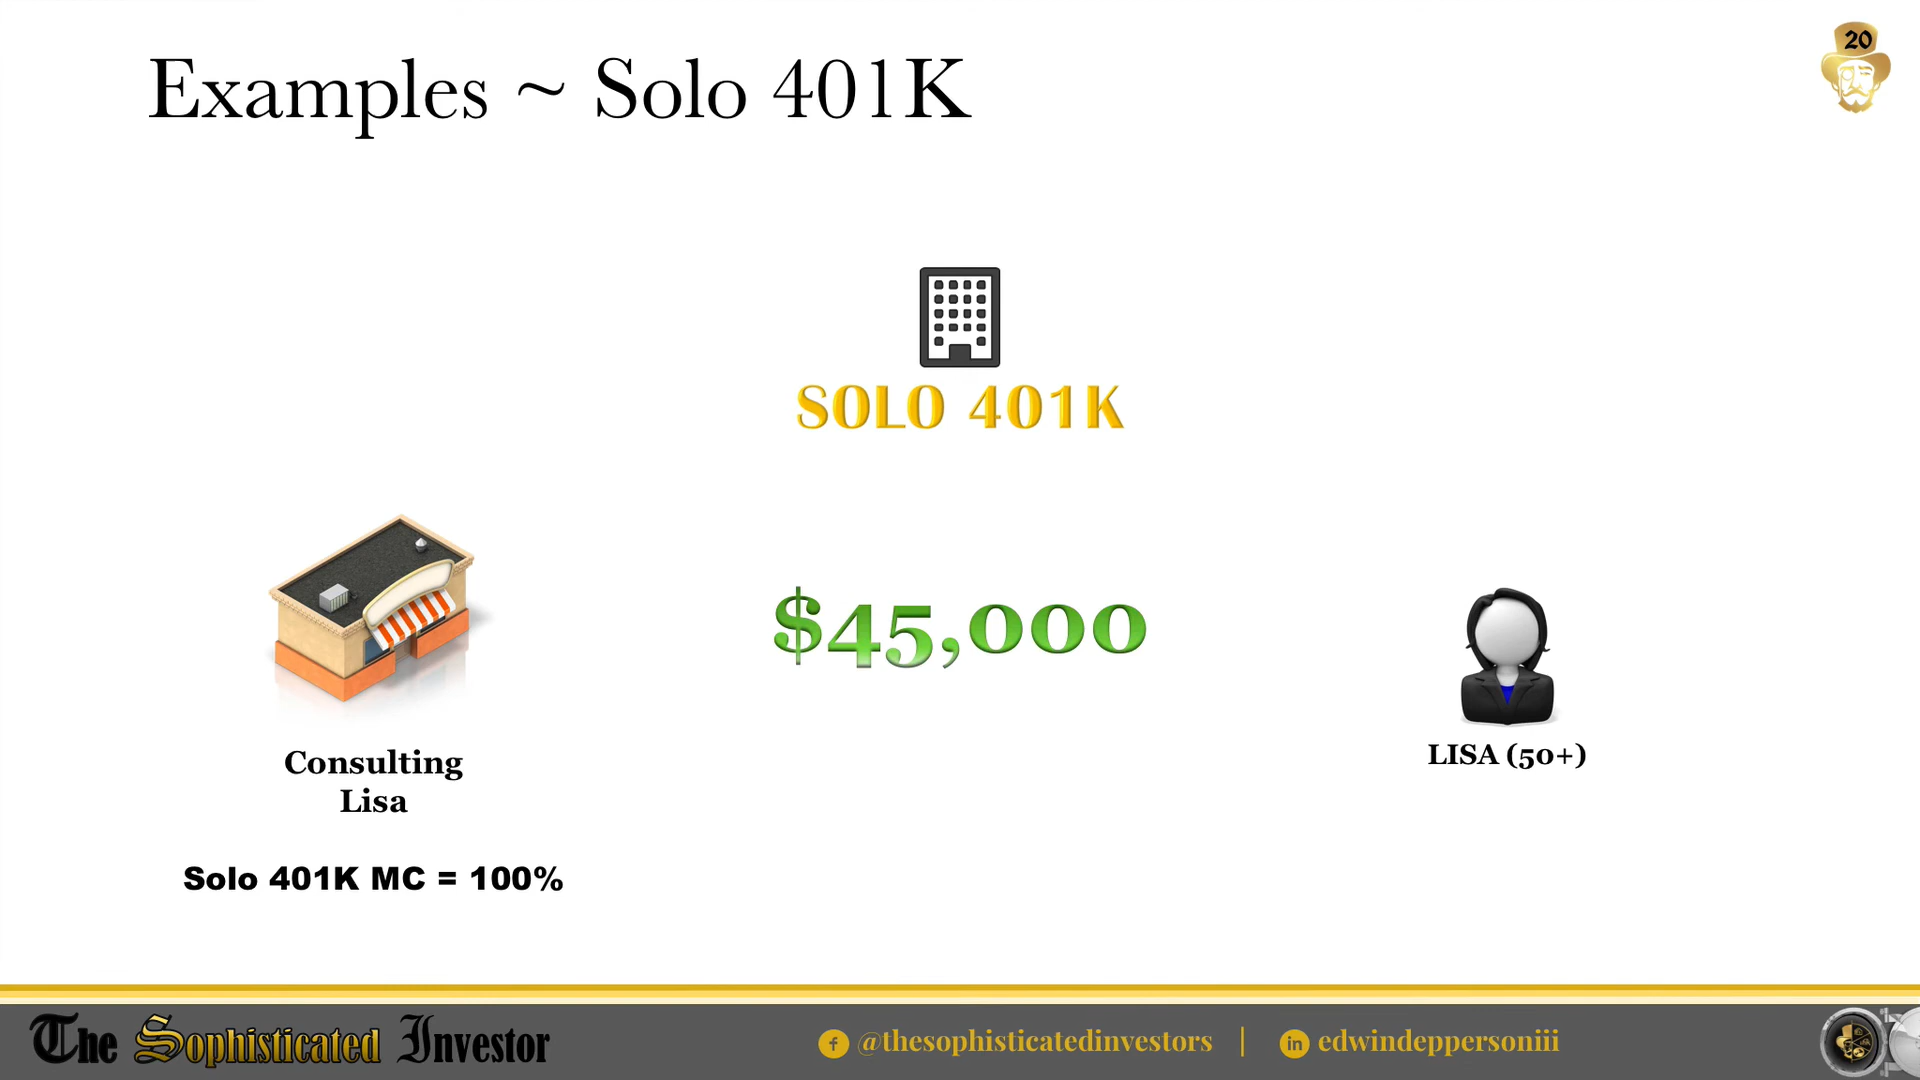 Examples ~ Solo 401K
20
SOLO 401K
$45,000
Consulting
Lisa
LISA (50+)
Solo 401K MC = 100%
The Sophisticated Investor
@thesophisticatedinvestors | in edwindeppersoniii